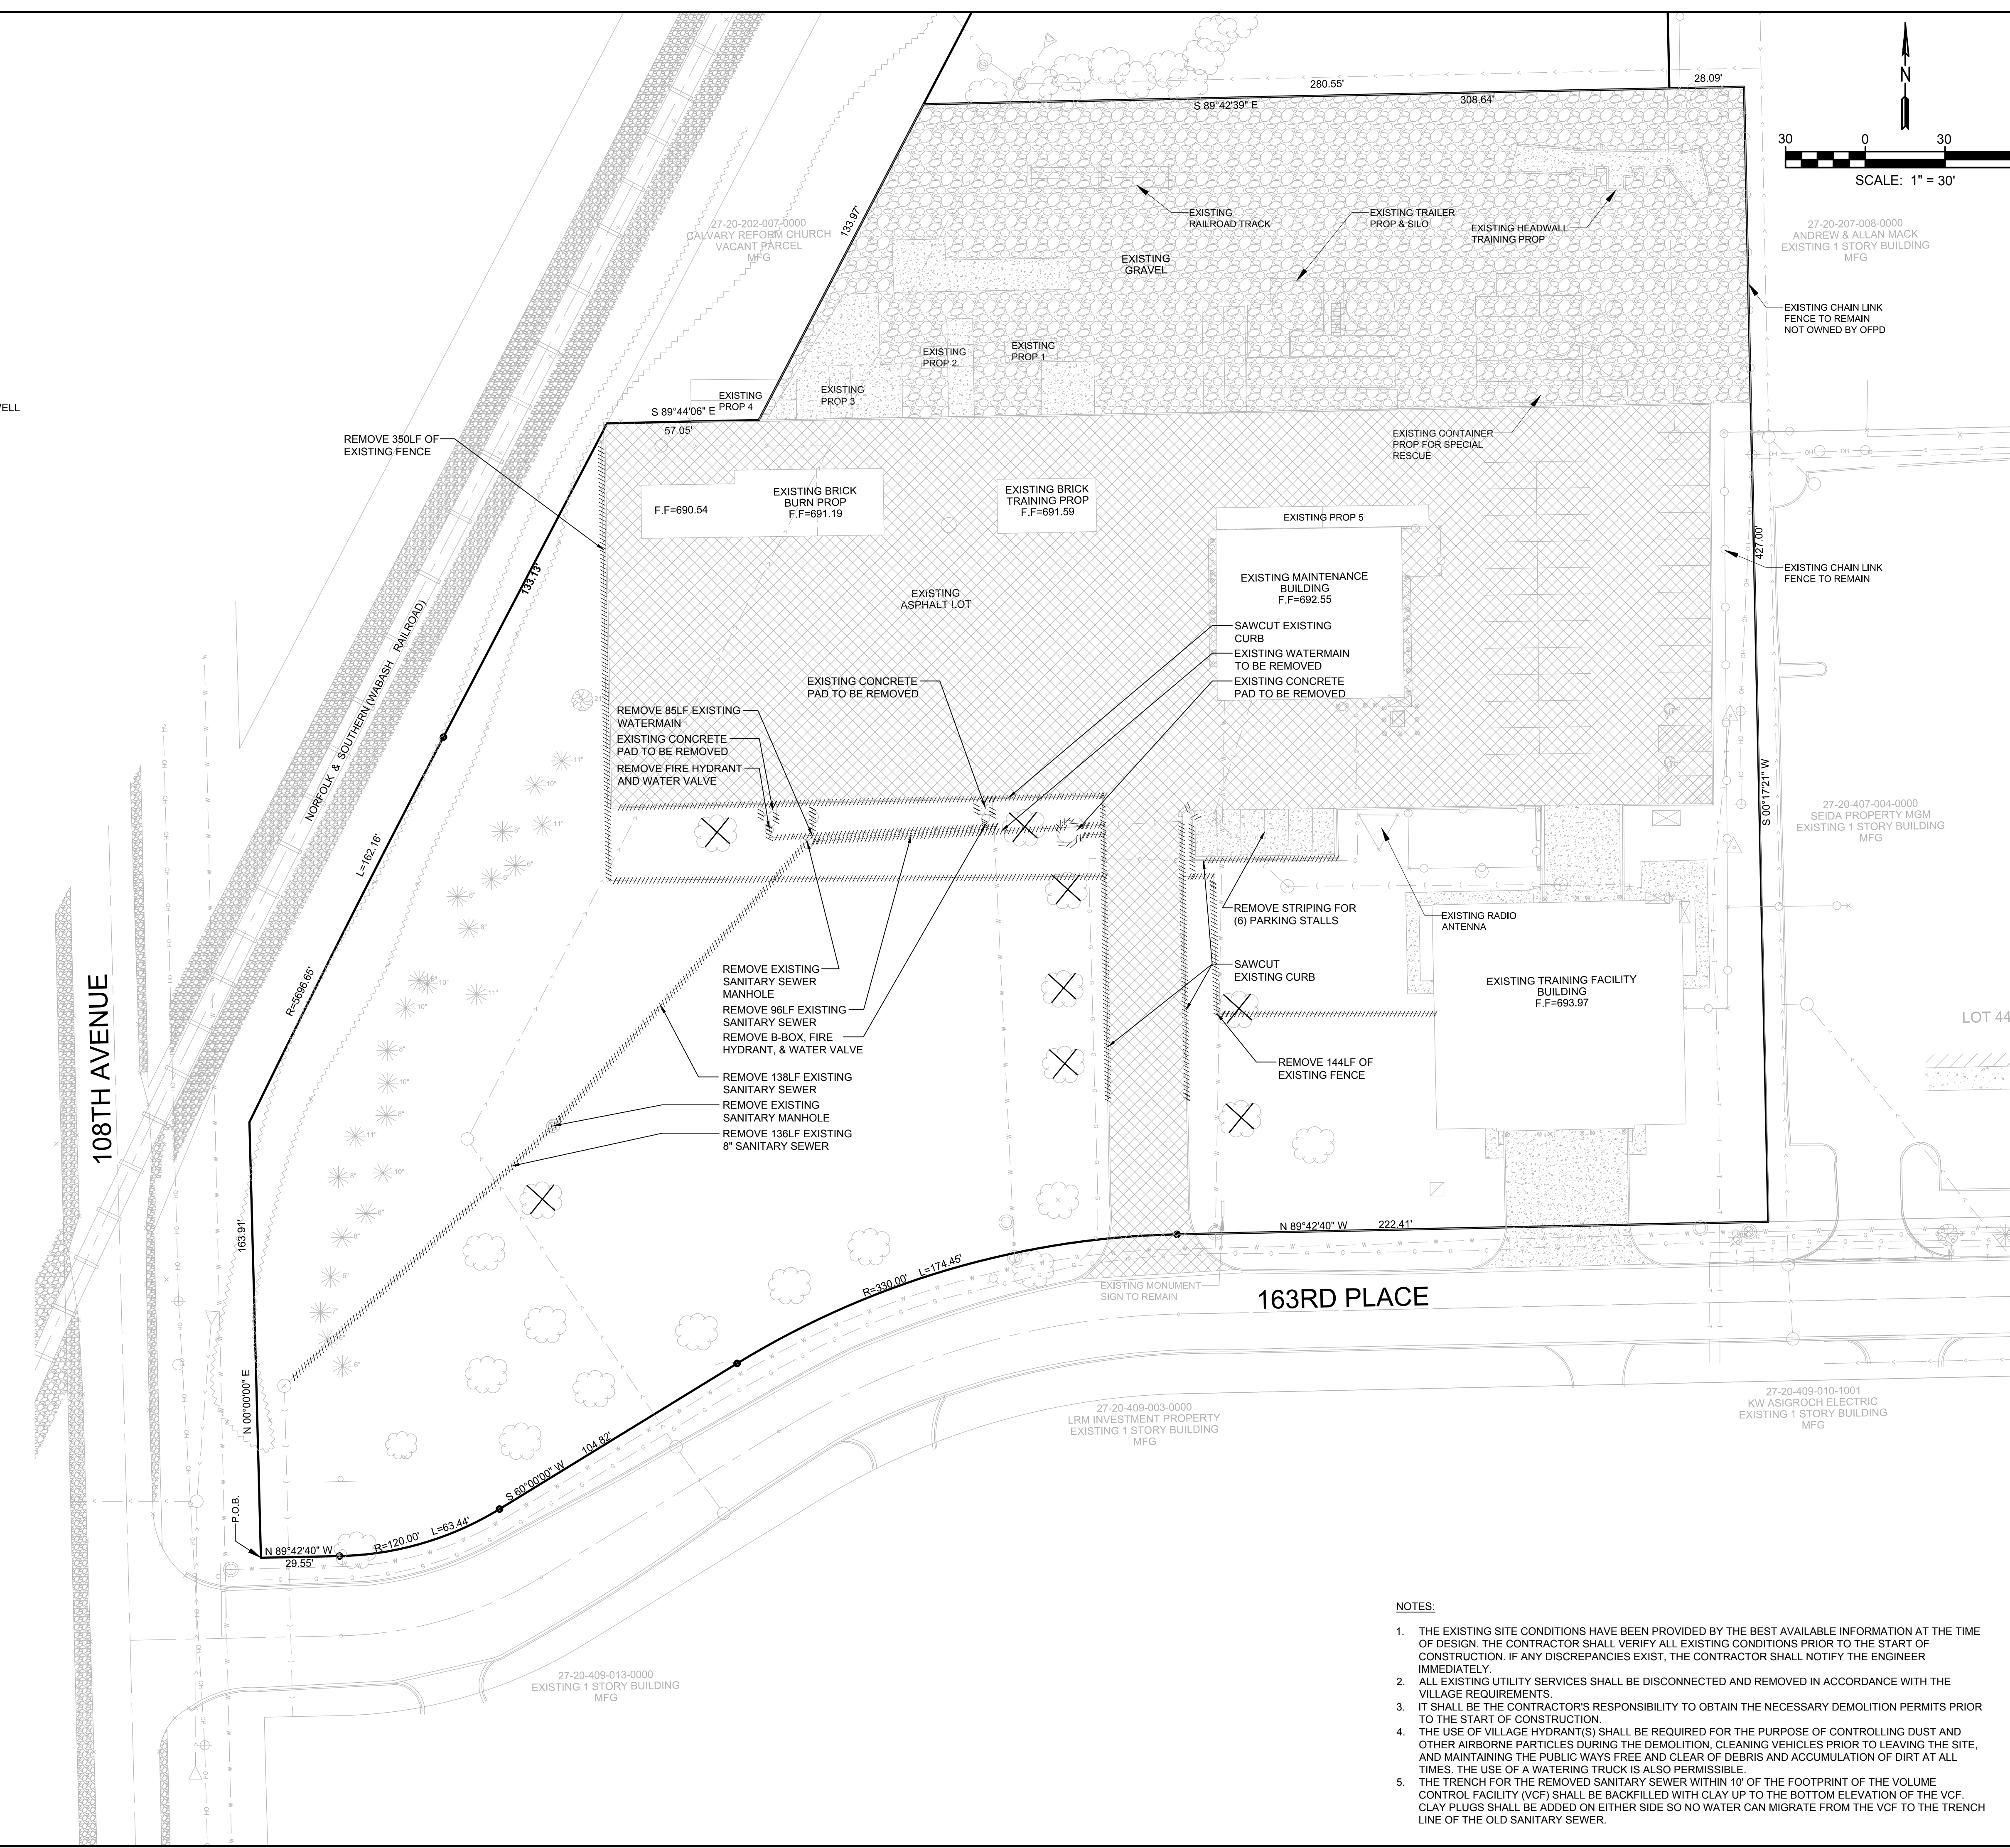 280.55'
28.09'
S 89°42'39" E
308.64'
N
30
0
30
SCALE: 1" = 30'
133.97'
27-20-202-007-0000
CALVARY REFORM CHURCH
VACANT PARCEL
MFG
EXISTING
RAILROAD TRACK
EXISTING TRAILER
PROP & SILO
EXISTING HEADWALL
TRAINING PROP
27-20-207-008-0000
ANDREW & ALLAN MACK
EXISTING 1 STORY BUILDING
MFG
EXISTING
GRAVEL
EXISTING CHAIN LINK
FENCE TO REMAIN
NOT OWNED BY OFPD
EXISTING
PROP 2
EXISTING
PROP 1
EXISTING
PROP 4
EXISTING
PROP 3
S 89°44'06" E
57.05'
REMOVE 350LF OF
EXISTING FENCE
EXISTING CONTAINER
PROP FOR SPECIAL
RESCUE
F.F=690.54
EXISTING BRICK
BURN PROP
F.F=691.19
EXISTING BRICK
TRAINING PROP
F.F=691.59
EXISTING PROP 5
427.00'
133.13'
EXISTING MAINTENANCE
BUILDING
F.F=692.55
EXISTING CHAIN LINK
FENCE TO REMAIN
EXISTING
ASPHALT LOT
NORFOLK & SOUTHERN (WABASH RAILROAD)
SAWCUT EXISTING
CURB
EXISTING WATERMAIN
TO BE REMOVED
EXISTING CONCRETE
PAD TO BE REMOVED
EXISTING CONCRETE
PAD TO BE REMOVED
REMOVE 85LF EXISTING
WATERMAIN
EXISTING CONCRETE
PAD TO BE REMOVED
REMOVE FIRE HYDRANT
AND WATER VALVE
S 00°17'21" W
27-20-407-004-0000
SEIDA PROPERTY MGM
EXISTING 1 STORY BUILDING
MFG
L=162.16'
R=5696.65'
REMOVE STRIPING FOR
(6) PARKING STALLS
EXISTING RADIO
ANTENNA
SAWCUT
EXISTING CURB
EXISTING TRAINING FACILITY
BUILDING
F.F=693.97
LOT 44
REMOVE EXISTING
SANITARY SEWER
MANHOLE
REMOVE 96LF EXISTING
SANITARY SEWER
REMOVE B-BOX, FIRE
HYDRANT, & WATER VALVE
REMOVE 138LF EXISTING
SANITARY SEWER
REMOVE EXISTING
SANITARY MANHOLE
REMOVE 136LF EXISTING
8" SANITARY SEWER
REMOVE 144LF OF
EXISTING FENCE
108TH AVENUE
163.91'
N 00°00'00" E
N 89°42'40" W
222.41'
R=330.00'
L=174.45'
EXISTING MONUMENT
SIGN TO REMAIN
163RD PLACE
27-20-409-003-0000
LRM INVESTMENT PROPERTY
EXISTING 1 STORY BUILDING
MFG
27-20-409-010-1001
KW ASIGROCH ELECTRIC
EXISTING 1 STORY BUILDING
MFG
104.82'
S 60°00'00" W
P.O.B.
N 89°42'40" W
29.55'
R=120.00'
L=63.44'
27-20-409-013-0000
EXISTING 1 STORY BUILDING
MFG
NOTES:
1. THE EXISTING SITE CONDITIONS HAVE BEEN PROVIDED BY THE BEST AVAILABLE INFORMATION AT THE TIME
OF DESIGN. THE CONTRACTOR SHALL VERIFY ALL EXISTING CONDITIONS PRIOR TO THE START OF
CONSTRUCTION. IF ANY DISCREPANCIES EXIST, THE CONTRACTOR SHALL NOTIFY THE ENGINEER
IMMEDIATELY.
2. ALL EXISTING UTILITY SERVICES SHALL BE DISCONNECTED AND REMOVED IN ACCORDANCE WITH THE
VILLAGE REQUIREMENTS.
3. IT SHALL BE THE CONTRACTOR'S RESPONSIBILITY TO OBTAIN THE NECESSARY DEMOLITION PERMITS PRIOR
TO THE START OF CONSTRUCTION.
4. THE USE OF VILLAGE HYDRANT(S) SHALL BE REQUIRED FOR THE PURPOSE OF CONTROLLING DUST AND
OTHER AIRBORNE PARTICLES DURING THE DEMOLITION, CLEANING VEHICLES PRIOR TO LEAVING THE SITE,
AND MAINTAINING THE PUBLIC WAYS FREE AND CLEAR OF DEBRIS AND ACCUMULATION OF DIRT AT ALL
TIMES. THE USE OF A WATERING TRUCK IS ALSO PERMISSIBLE.
5. THE TRENCH FOR THE REMOVED SANITARY SEWER WITHIN 10' OF THE FOOTPRINT OF THE VOLUME
CONTROL FACILITY (VCF) SHALL BE BACKFILLED WITH CLAY UP TO THE BOTTOM ELEVATION OF THE VCF.
CLAY PLUGS SHALL BE ADDED ON EITHER SIDE SO NO WATER CAN MIGRATE FROM THE VCF TO THE TRENCH
LINE OF THE OLD SANITARY SEWER.